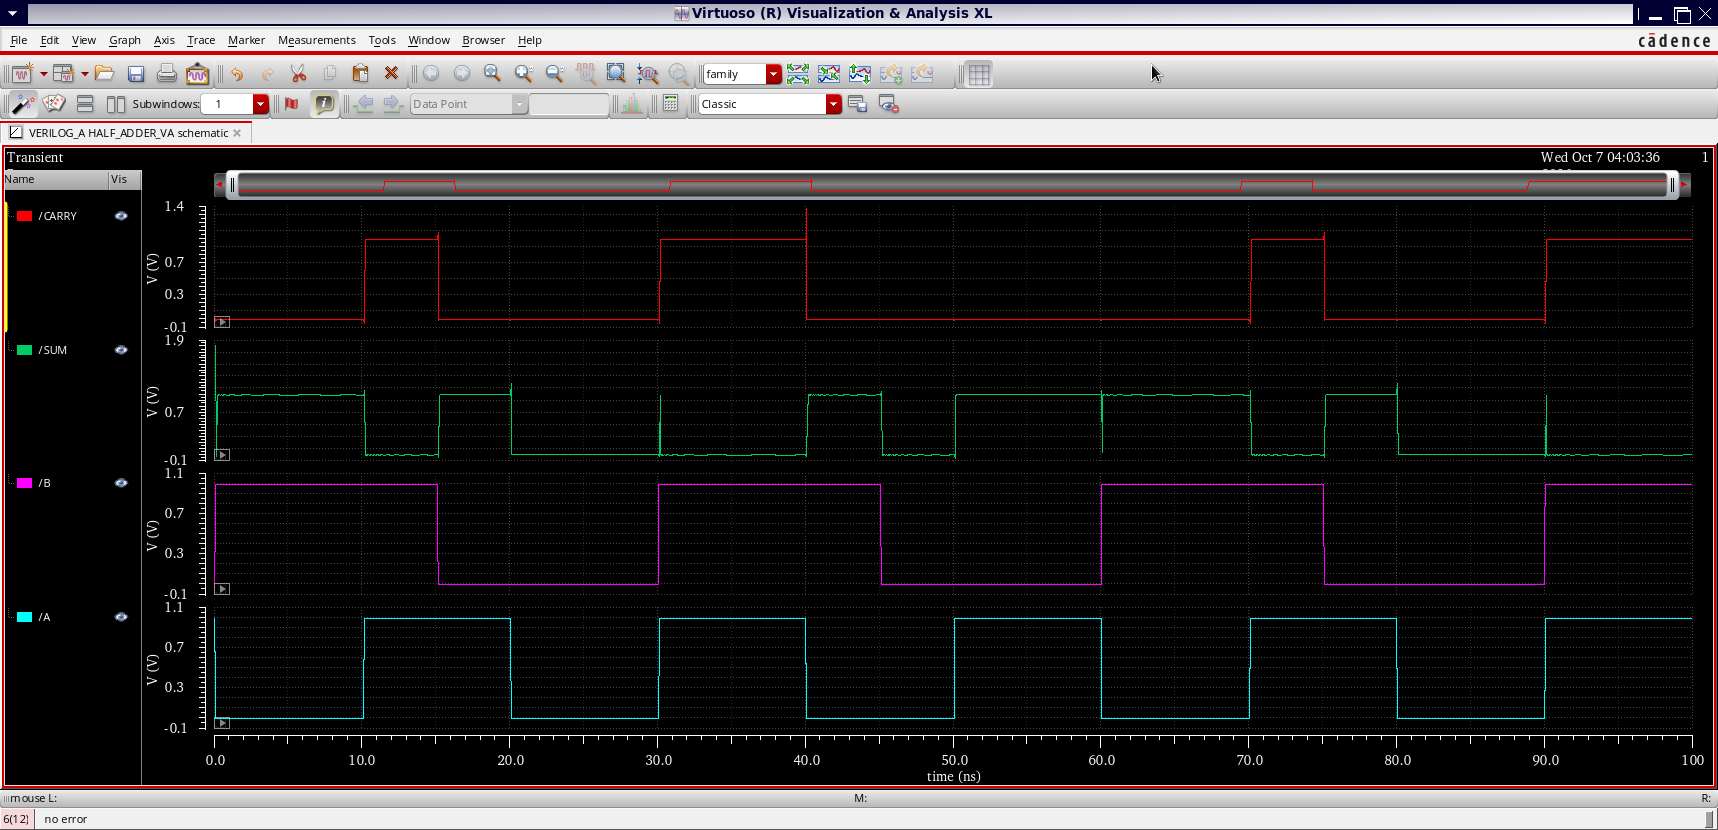 Virtuoso (R) Visualization & Analysis XL
File Edit View Graph Axis Trace Marker Measurements Tools Window Browser Help
cādence
family
Subwindows: 1
Data Point
Classic
VERILOG_A HALF_ADDER_VA schematic
Transient
Wed Oct 7 04:03:36
1
Name Vis
/CARRY
1.4
0.7
0.3
-0.1
V (V)
/SUM
1.9
0.7
-0.1
V (V)
/B
1.1
0.7
0.3
-0.1
V (V)
/A
1.1
0.7
0.3
-0.1
V (V)
0.0 10.0 20.0 30.0 40.0 50.0 60.0 70.0 80.0 90.0 100
time (ns)
mouse L: M: R:
6(12) no error